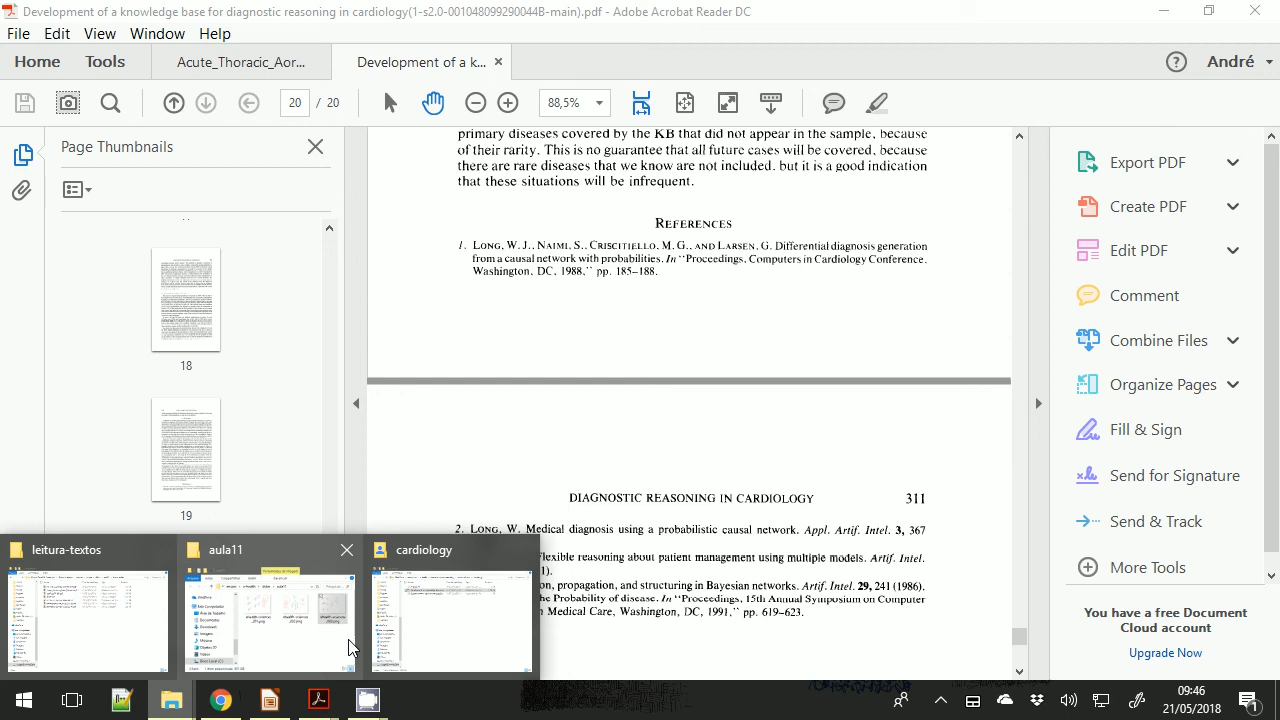 Development of a knowledge base for diagnostic reasoning in cardiology(1-s2.0-001048099290044B-main).pdf - Adobe Acrobat Reader DC
File Edit View Window Help
Home Tools Acute_Thoracic_Aor... Development of a k... André
20 / 20 88,5%
Page Thumbnails
18
19
primary diseases covered by the KB that did not appear in the sample, because
of their rarity. This is no guarantee that all future cases will be covered, because
there are rare diseases that we know are not included, but it is a good indication
that these situations will be infrequent.
REFERENCES
1. LONG, W. J., NAIMI, S., CRISCITIELLO, M. G., AND LARSEN, G. Differential diagnosis generation
from a causal network with probabilities. In "Proceedings, Computers in Cardiology Conference,
Washington, DC, 1988," pp. 185–188.
DIAGNOSTIC REASONING IN CARDIOLOGY 311
2. LONG, W. Medical diagnosis using a probabilistic causal network. Appl. Artif. Intel. 3, 367
Flexible reasoning about patient management using multiple models. Artif. Intel.
1).
on, propagation, and structuring in Bayesian networks. Artif. Intel. 29, 241 (1986).
the Probability of disease. In "Proceedings, 15th Annual Symposium on Computer
Medical Care, Washington, DC, 1991," pp. 619–623.
Export PDF
Create PDF
Edit PDF
Comment
Combine Files
Organize Pages
Fill & Sign
Send for Signature
Send & Track
More Tools
You have a free Document
Cloud account
Upgrade Now
leitura-textos
aula11
cardiology
09:46
21/05/2018
1